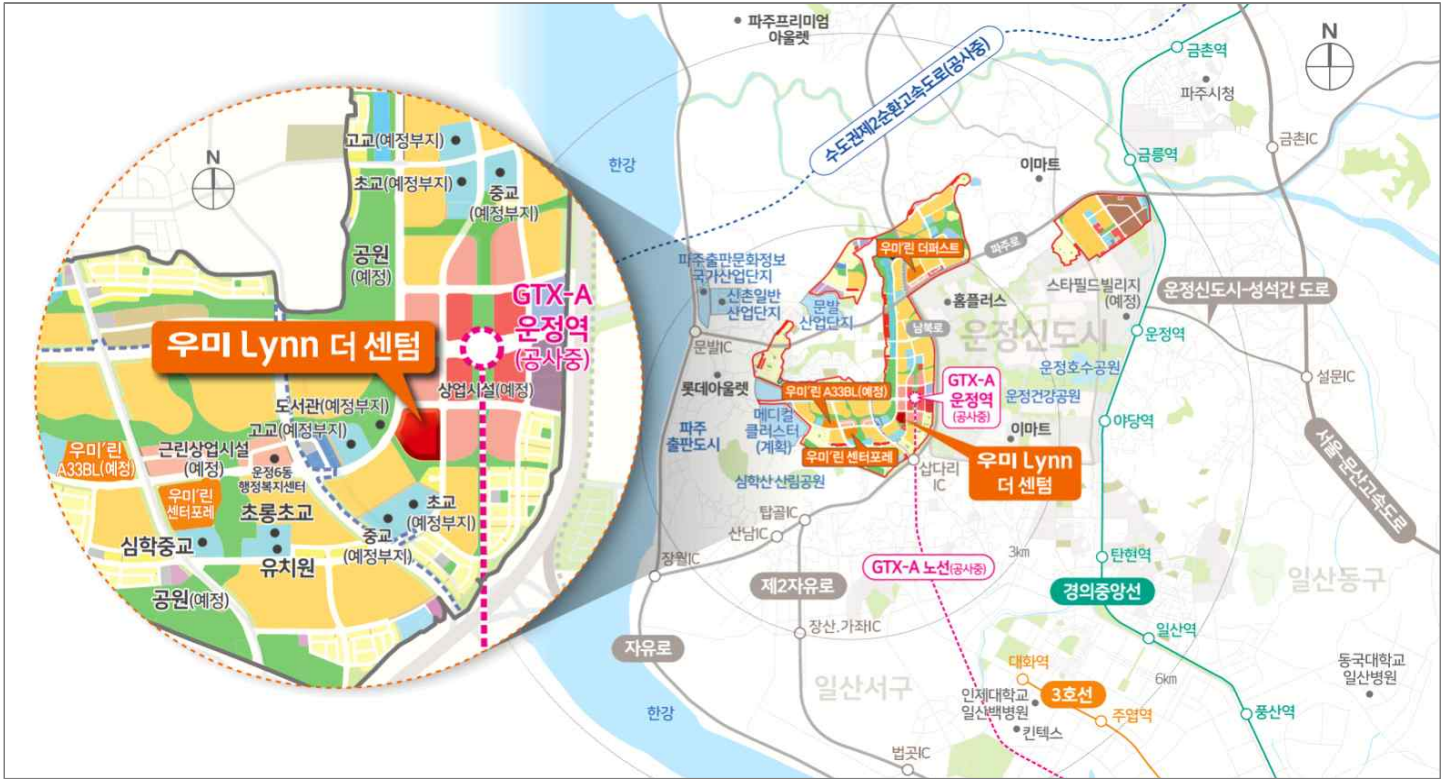 N
고교(예정부지)
초교(예정부지)
중교
(예정부지)
공원
(예정)
GTX-A
운정역
(공사중)
우미 Lynn 더 센텀
상업시설(예정)
도서관(예정부지)
고교(예정부지)
근린상업시설
(예정)
우미'린
A33BL(예정)
운정6동
행정복지센터
우미'린
센터포레
초롱초교
초교
(예정부지)
중교
(예정부지)
심학중교
유치원
공원(예정)
파주프리미엄
아울렛
수도권제2순환고속도로(공사중)
N
금촌역
파주시청
금촌IC
한강
이마트
금릉역
우미'린 더퍼스트
파주로
파주출판문화정보
국가산업단지
신촌일반
산업단지
문발
산업단지
홈플러스
스타필드빌리지
(예정)
운정신도시-성석간 도로
남북로
운정신도시
운정역
문발IC
운정호수공원
설문IC
롯데아울렛
우미'린 A33BL(예정)
GTX-A
운정역
(공사중)
운정건강공원
파주
출판도시
메디컬
클러스터
(계획)
이마트
야당역
우미'린 센터포레
우미 Lynn
더 센텀
서울-문산고속도로
심학산 산림공원
삽다리
IC
탑골IC
산남IC
3km
장월IC
GTX-A 노선(공사중)
탄현역
제2자유로
경의중앙선
일산동구
장산.가좌IC
일산역
자유로
대화역
6km
동국대학교
일산병원
일산서구
인제대학교
일산백병원
3호선
한강
주엽역
풍산역
킨텍스
법곳IC